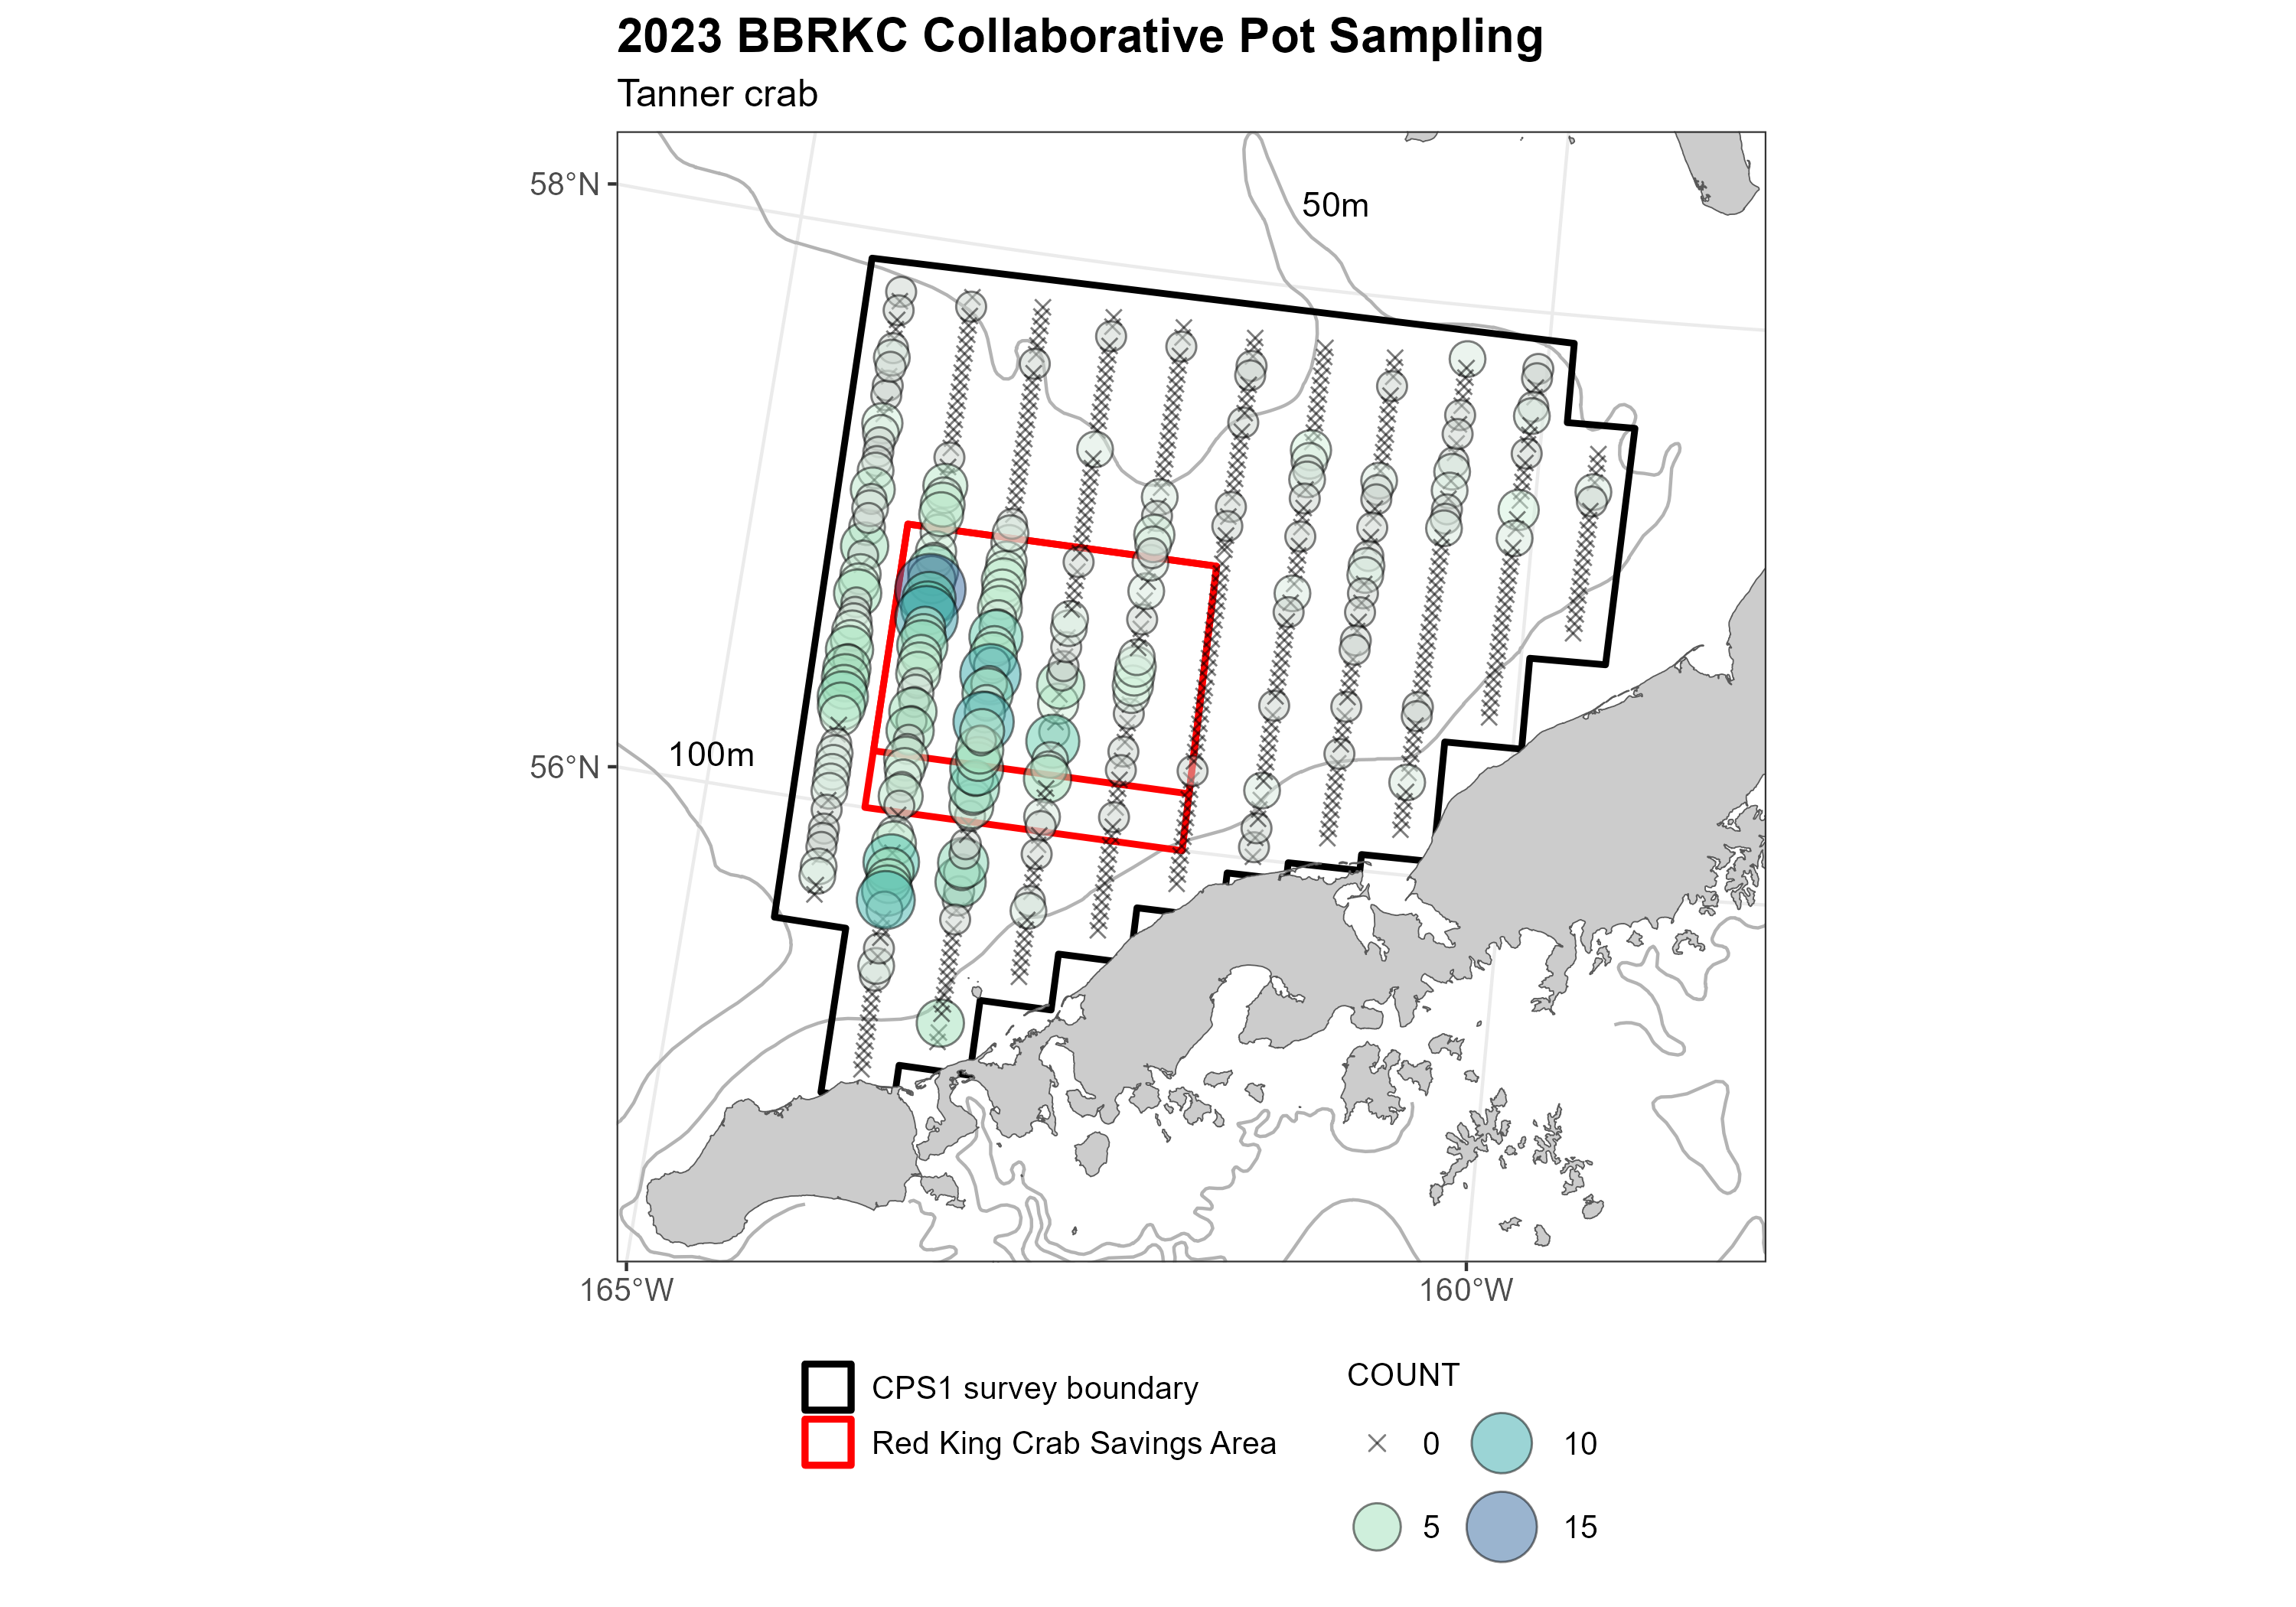 2023 BBRKC Collaborative Pot Sampling
Tanner crab
58°N
50m
56°N
100m
165°W
160°W
CPS1 survey boundary
Red King Crab Savings Area
COUNT
0
10
5
15